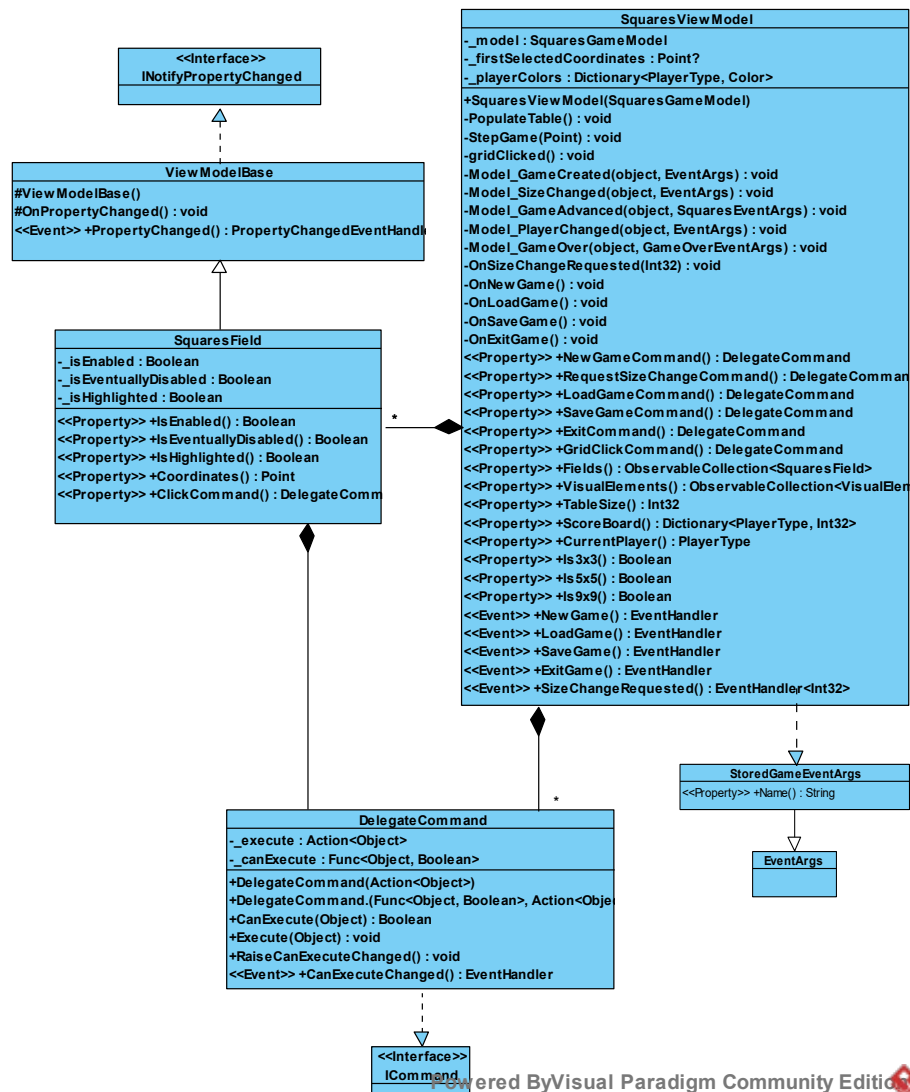 <<Interface>>
INotifyPropertyChanged
ViewModelBase
#ViewModelBase()
#OnPropertyChanged() : void
<<Event>> +PropertyChanged() : PropertyChangedEventHandl
SquaresField
-_isEnabled : Boolean
-_isEventuallyDisabled : Boolean
-_isHighlighted : Boolean
<<Property>> +IsEnabled() : Boolean
<<Property>> +IsEventuallyDisabled() : Boolean
<<Property>> +IsHighlighted() : Boolean
<<Property>> +Coordinates() : Point
<<Property>> +ClickCommand() : DelegateComm
*
SquaresViewModel
-_model : SquaresGameModel
-_firstSelectedCoordinates : Point?
-_playerColors : Dictionary<PlayerType, Color>
+SquaresViewModel(SquaresGameModel)
-PopulateTable() : void
-StepGame(Point) : void
-gridClicked() : void
-Model_GameCreated(object, EventArgs) : void
-Model_SizeChanged(object, EventArgs) : void
-Model_GameAdvanced(object, SquaresEventArgs) : void
-Model_PlayerChanged(object, EventArgs) : void
-Model_GameOver(object, GameOverEventArgs) : void
-OnSizeChangeRequested(Int32) : void
-OnNewGame() : void
-OnLoadGame() : void
-OnSaveGame() : void
-OnExitGame() : void
<<Property>> +NewGameCommand() : DelegateCommand
<<Property>> +RequestSizeChangeCommand() : DelegateComman
<<Property>> +LoadGameCommand() : DelegateCommand
<<Property>> +SaveGameCommand() : DelegateCommand
<<Property>> +ExitCommand() : DelegateCommand
<<Property>> +GridClickCommand() : DelegateCommand
<<Property>> +Fields() : ObservableCollection<SquaresField>
<<Property>> +VisualElements() : ObservableCollection<VisualElem
<<Property>> +TableSize() : Int32
<<Property>> +ScoreBoard() : Dictionary<PlayerType, Int32>
<<Property>> +CurrentPlayer() : PlayerType
<<Property>> +Is3x3() : Boolean
<<Property>> +Is5x5() : Boolean
<<Property>> +Is9x9() : Boolean
<<Event>> +NewGame() : EventHandler
<<Event>> +LoadGame() : EventHandler
<<Event>> +SaveGame() : EventHandler
<<Event>> +ExitGame() : EventHandler
<<Event>> +SizeChangeRequested() : EventHandler<Int32>
*
StoredGameEventArgs
<<Property>> +Name() : String
EventArgs
DelegateCommand
-_execute : Action<Object>
-_canExecute : Func<Object, Boolean>
+DelegateCommand(Action<Object>)
+DelegateCommand.(Func<Object, Boolean>, Action<Obje
+CanExecute(Object) : Boolean
+Execute(Object) : void
+RaiseCanExecuteChanged() : void
<<Event>> +CanExecuteChanged() : EventHandler
<<Interface>>
ICommand
Powered ByVisual Paradigm Community Edition